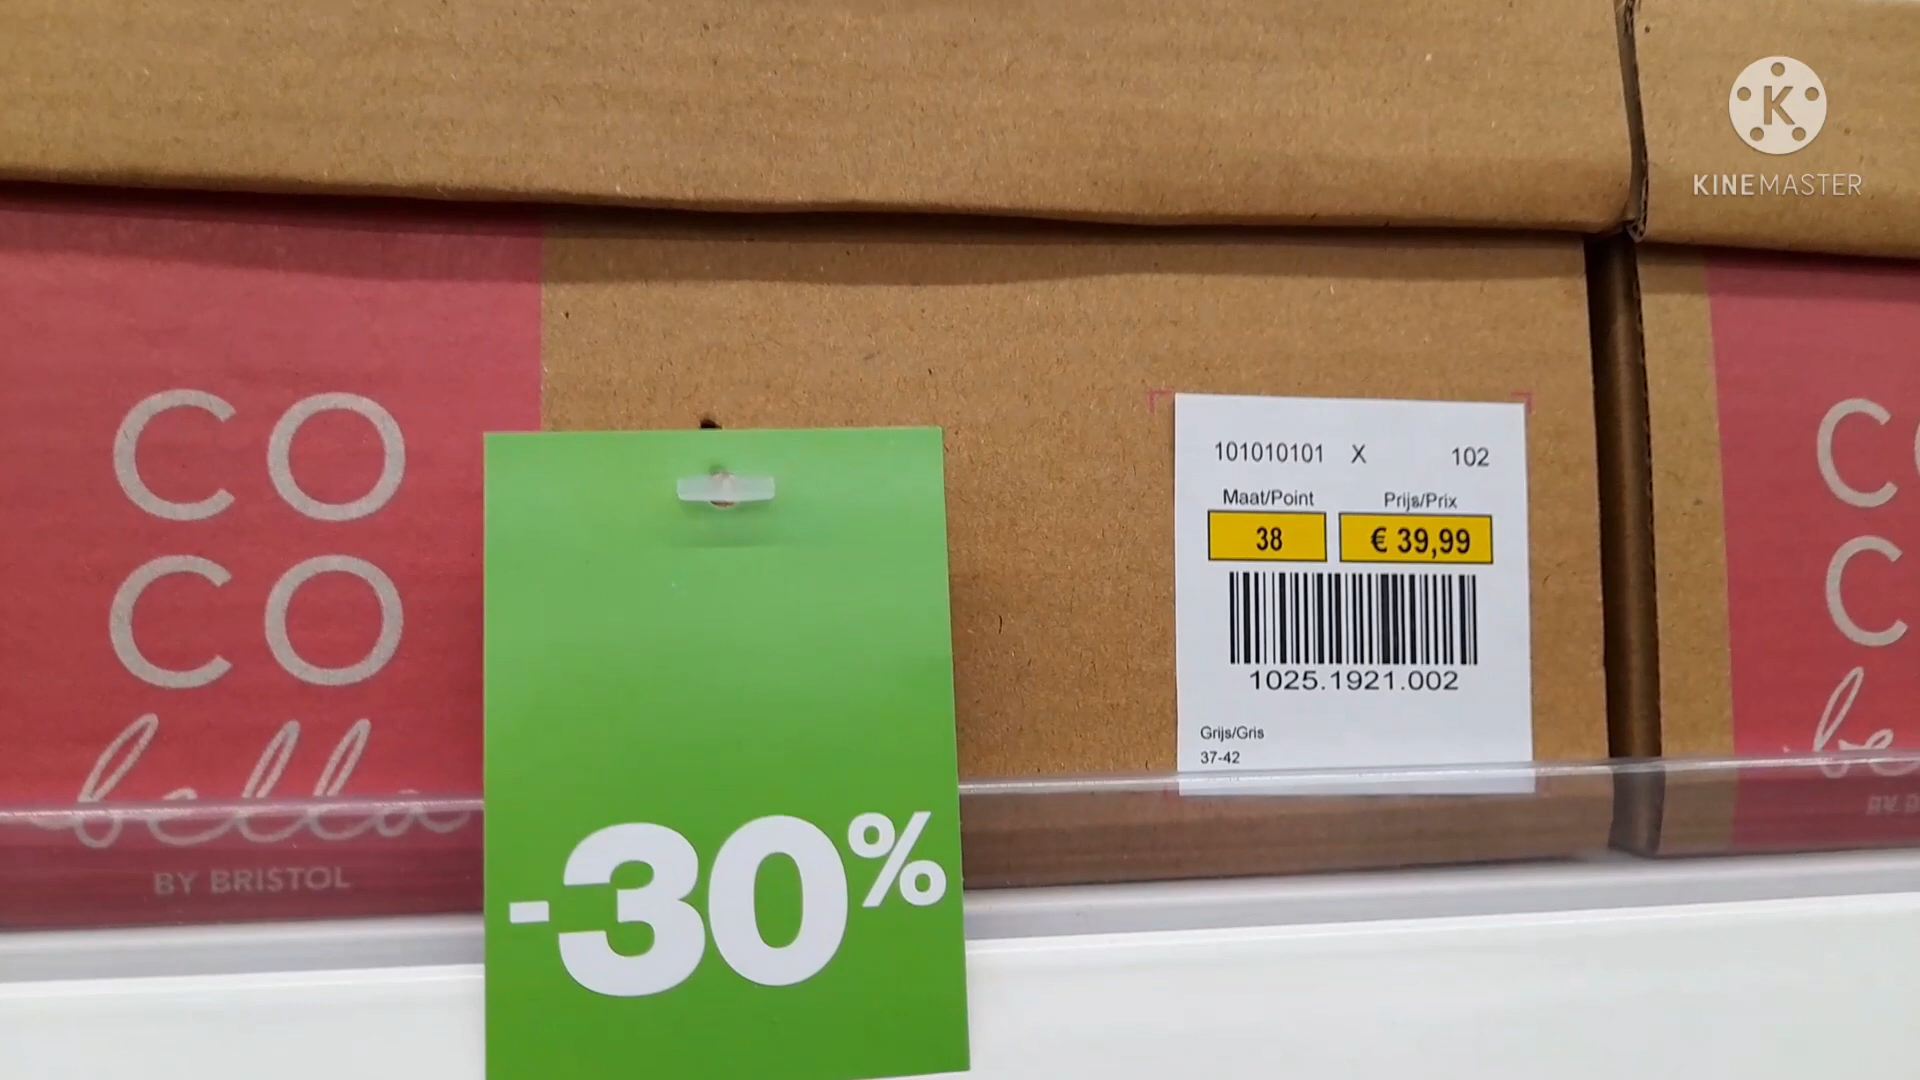 KINEMASTER
CO
CO
bella
BY BRISTOL
-30%
101010101 X 102
Maat/Point Prijs/Prix
38 € 39,99
1025.1921.002
Grijs/Gris
37-42